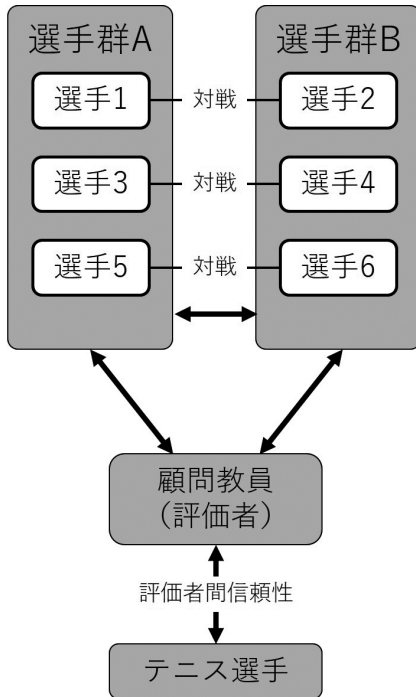 選手群A
選手群B
選手1
対戦
選手2
選手3
対戦
選手4
選手5
対戦
選手6
顧問教員
（評価者）
評価者間信頼性
テニス選手